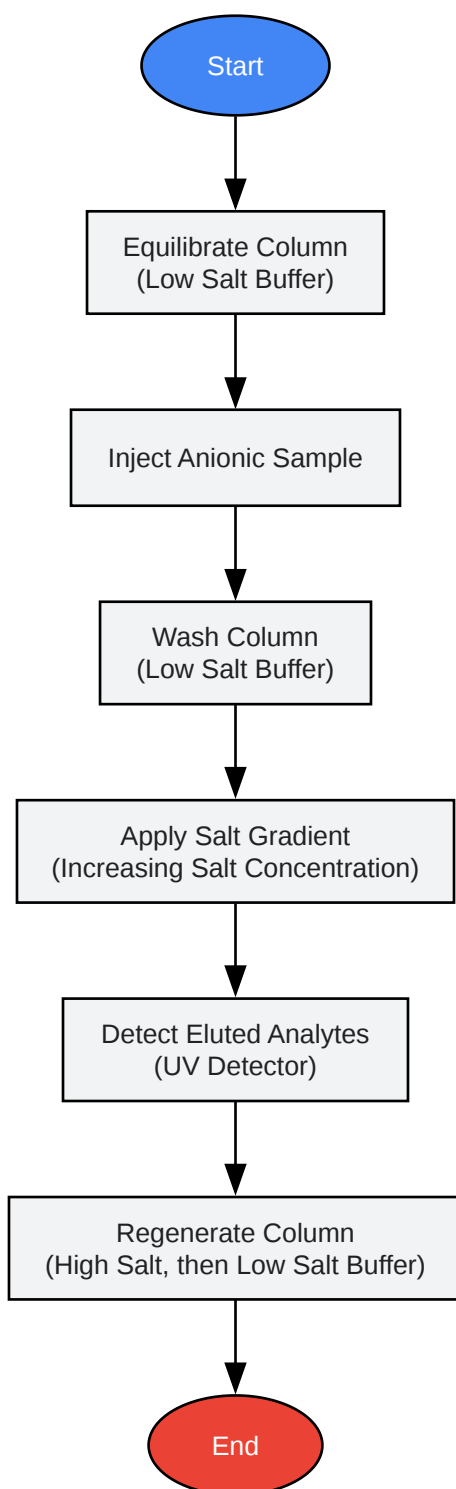 Start
Equilibrate Column
(Low Salt Buffer)
Inject Anionic Sample
Wash Column
(Low Salt Buffer)
Apply Salt Gradient
(Increasing Salt Concentration)
Detect Eluted Analytes
(UV Detector)
Regenerate Column
(High Salt, then Low Salt Buffer)
End